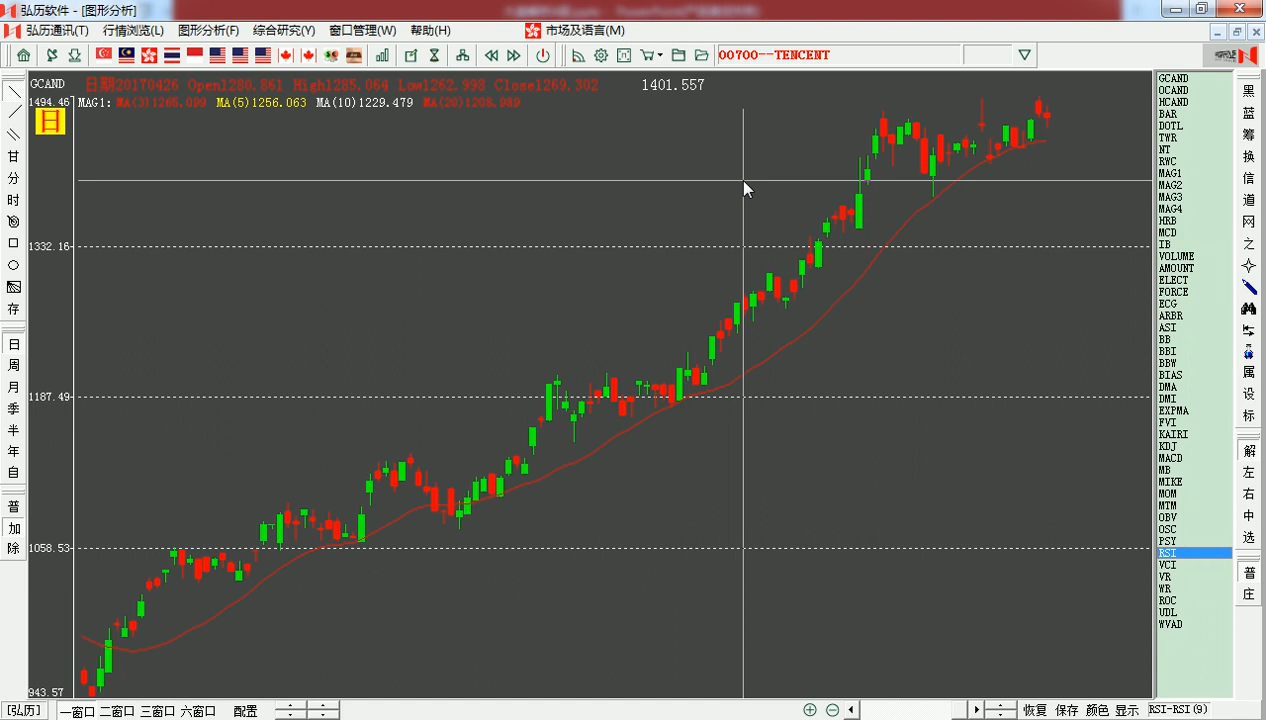 弘历软件 - [图形分析]
弘历通讯(T) 行情浏览(L) 图形分析(F) 综合研究(Y) 窗口管理(W) 帮助(H) 市场及语言(M)
00700--TENCENT
GCAND 日期20170426 Open1280.861 High1285.064 Low1262.998 Close1269.302 1401.557
1494.46 MAG1: MA(3)1265.099 MA(5)1256.063 MA(10)1229.479 MA(20)1208.989
日
1332.16
1187.49
1058.53
943.57
甘
分
时
存
日
周
月
季
半
年
自
普
加
除
GCAND
OCAND
HCAND
BAR
DOTL
TWR
NT
RWC
MAG1
MAG2
MAG3
MAG4
HRB
MCD
IB
VOLUME
AMOUNT
ELECT
FORCE
ECG
ARBR
ASI
BB
BBI
BBW
BIAS
DMA
DMI
EXPMA
FVI
KAIRI
KDJ
MACD
MB
MIKE
MOM
MTM
OBV
OSC
PSY
RSI
VCI
VR
WR
ROC
UDL
WVAD
黑
蓝
筹
换
信
道
网
之
属
设
标
解
左
右
中
选
普
庄
[弘历] 一窗口 二窗口 三窗口 六窗口 配置 恢复 保存 颜色 显示 RSI-RSI(9)